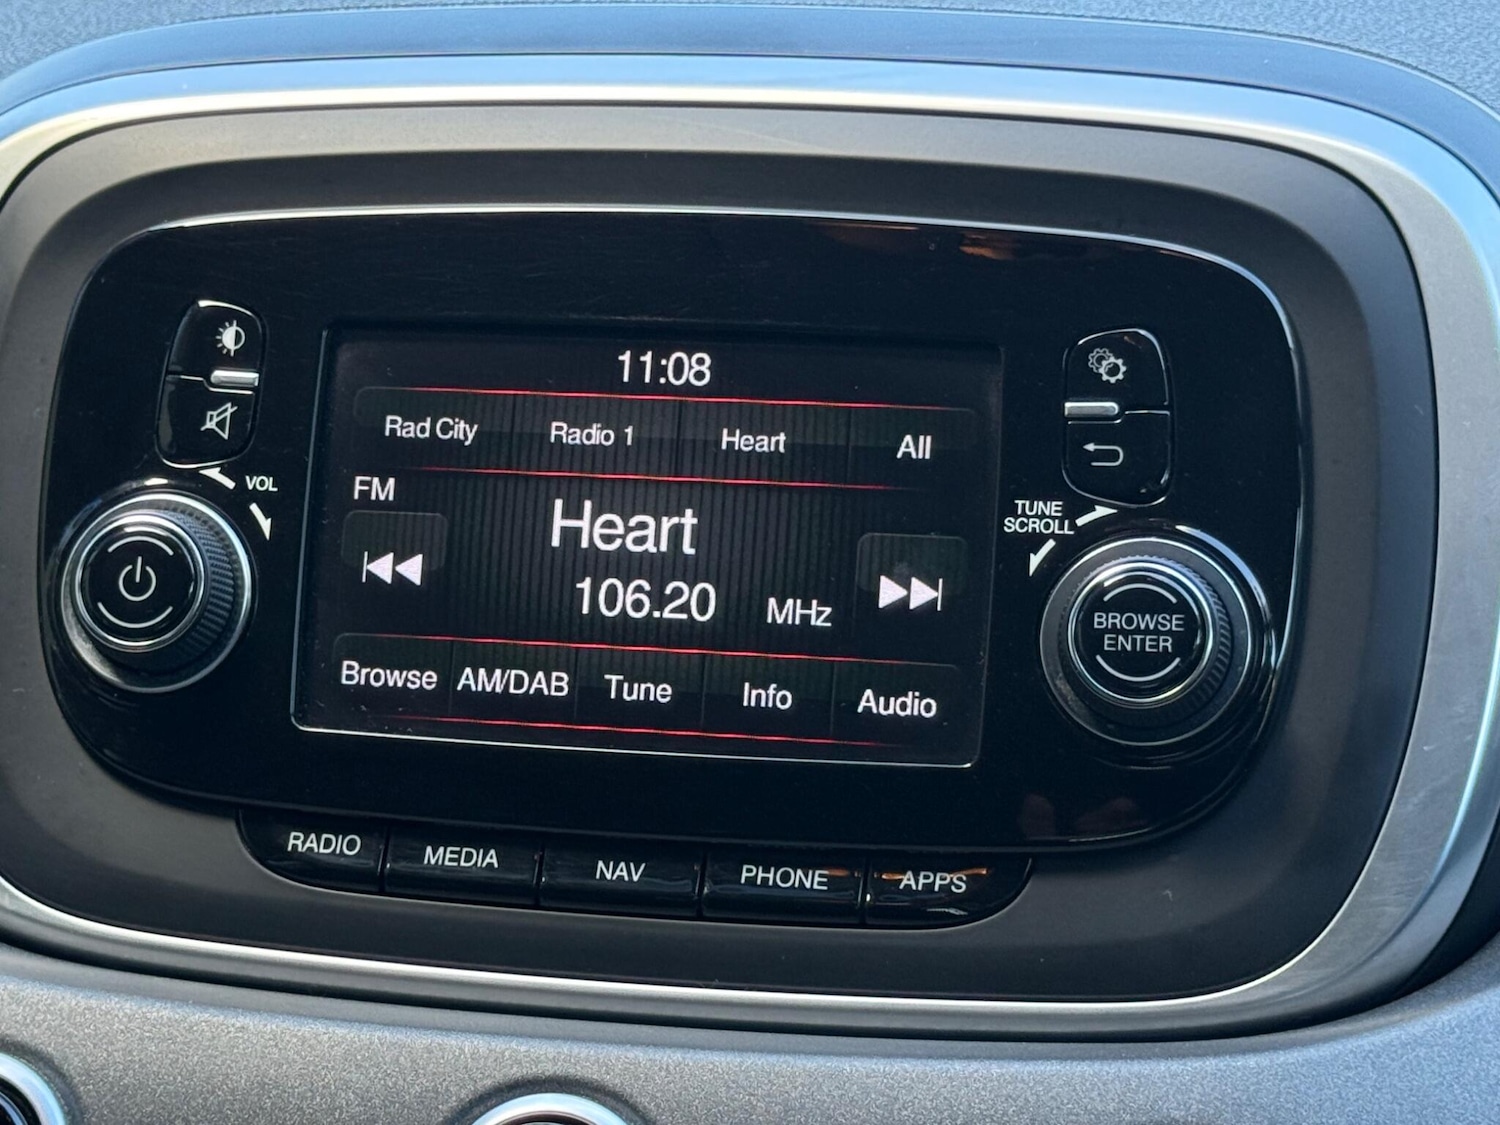 11:08
Rad City Radio 1 Heart All
VOL
FM
Heart
106.20 MHz
TUNE
SCROLL
BROWSE
ENTER
Browse AM/DAB Tune Info Audio
RADIO MEDIA NAV PHONE APPS